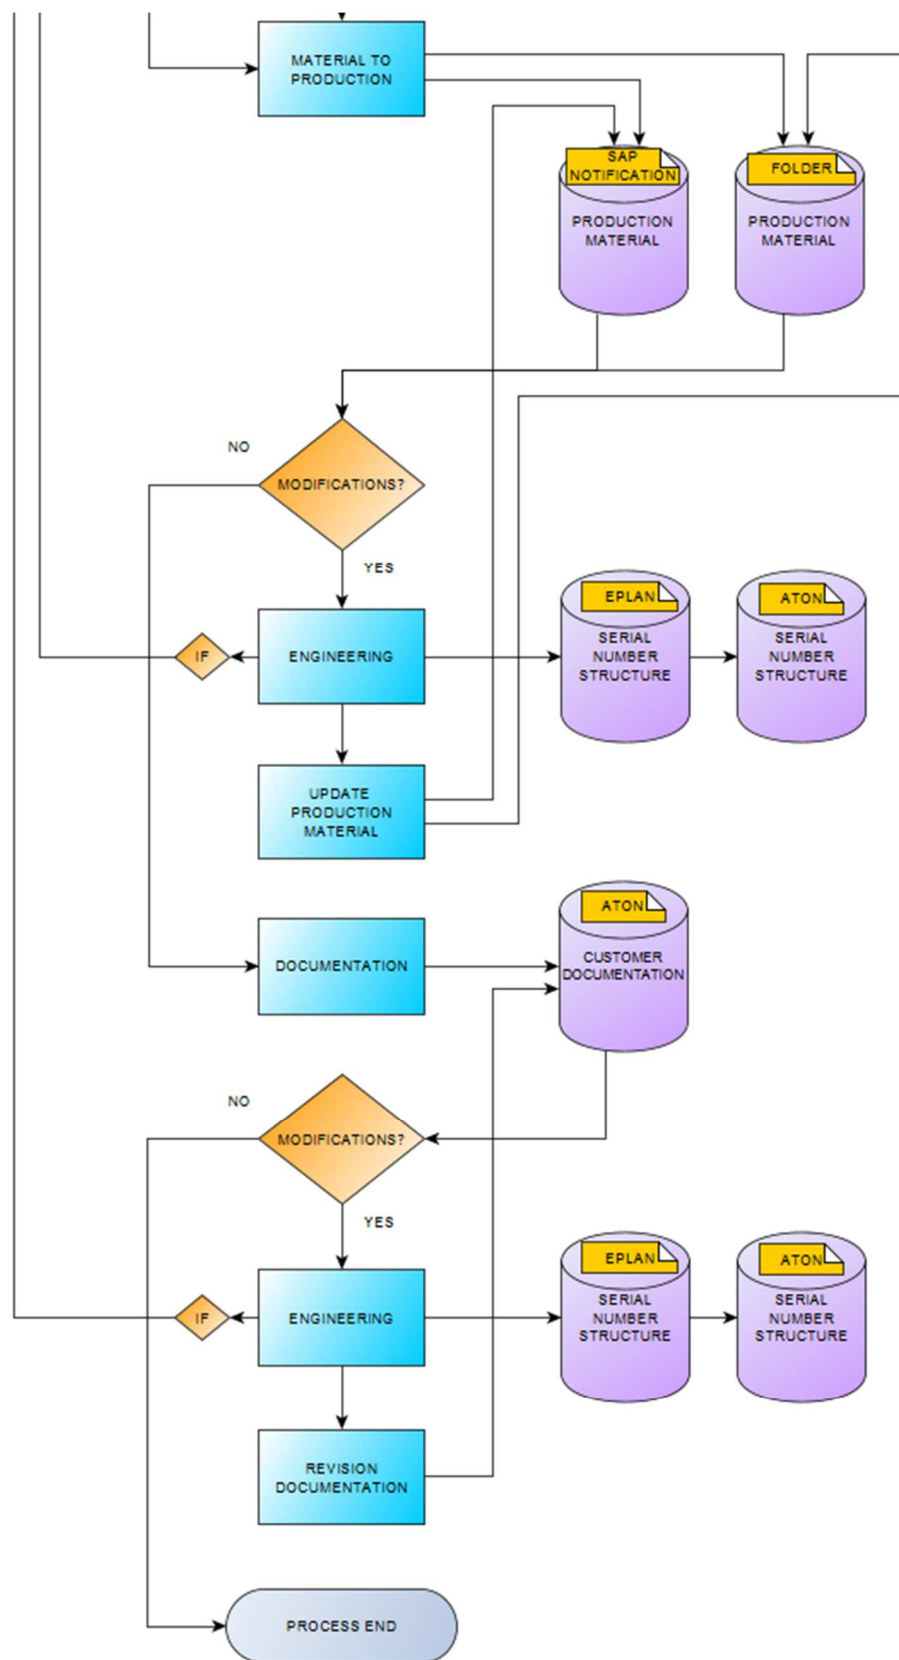 MATERIAL TO
PRODUCTION
SAP
NOTIFICATION
PRODUCTION
MATERIAL
FOLDER
PRODUCTION
MATERIAL
NO
MODIFICATIONS?
YES
IF
ENGINEERING
EPLAN
SERIAL
NUMBER
STRUCTURE
ATON
SERIAL
NUMBER
STRUCTURE
UPDATE
PRODUCTION
MATERIAL
DOCUMENTATION
ATON
CUSTOMER
DOCUMENTATION
NO
MODIFICATIONS?
YES
IF
ENGINEERING
EPLAN
SERIAL
NUMBER
STRUCTURE
ATON
SERIAL
NUMBER
STRUCTURE
REVISION
DOCUMENTATION
PROCESS END